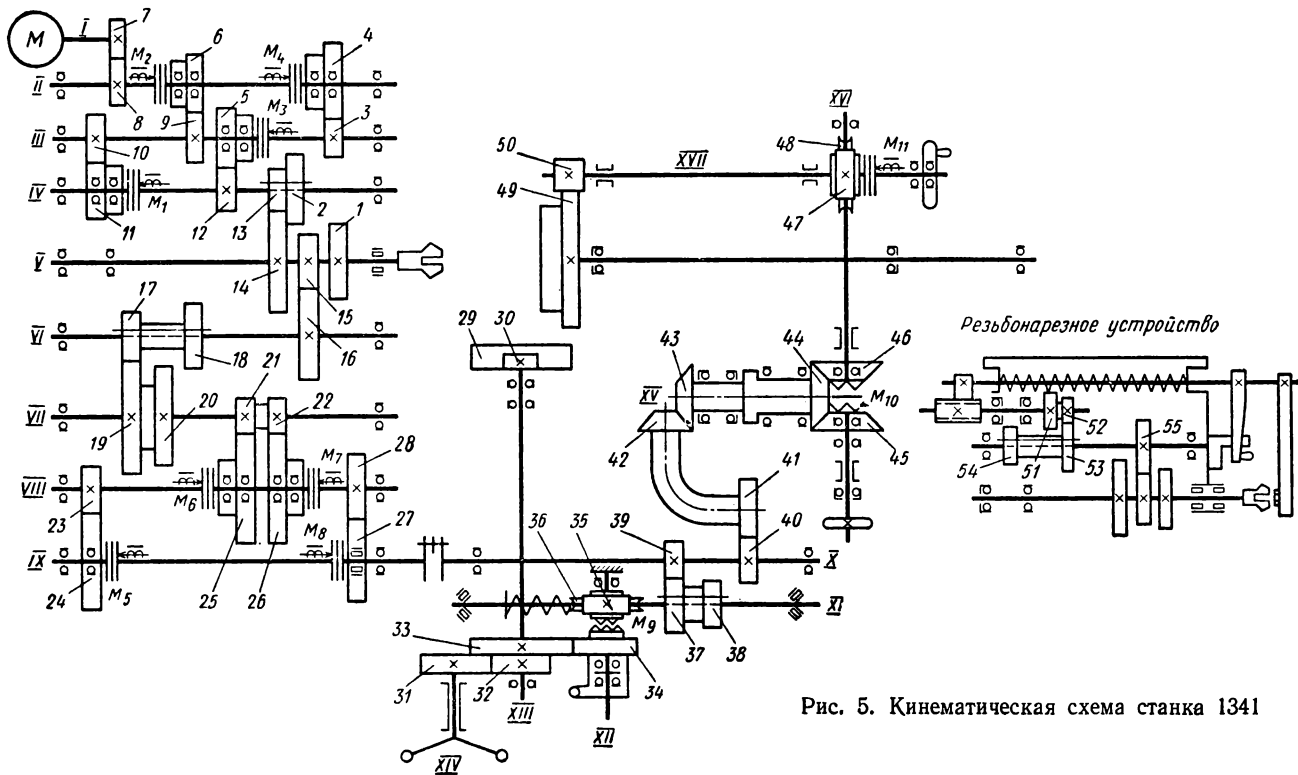 7 I M
6
4
M₂ M₄
II
8 5 M₃
III
10 9 3
IV
M₁
11 12 13 2 1
V
14 15
17
VI
18 16
21
20 22
VII
19 28
M₇
VIII
M₆
23 27
M₈
IX
24 M₅ 25 26
29 30
XVI
48
50 XVII M₁₁
49 47
43 44 46
XV M₁₀
42 45
41
36 35 39 40
X
XI
M₉
33 37 38
31 32 34
XIII
XII
XIV
Резьбонарезное устройство
52 55
54 51 53
Рис. 5. Кинематическая схема станка 1341